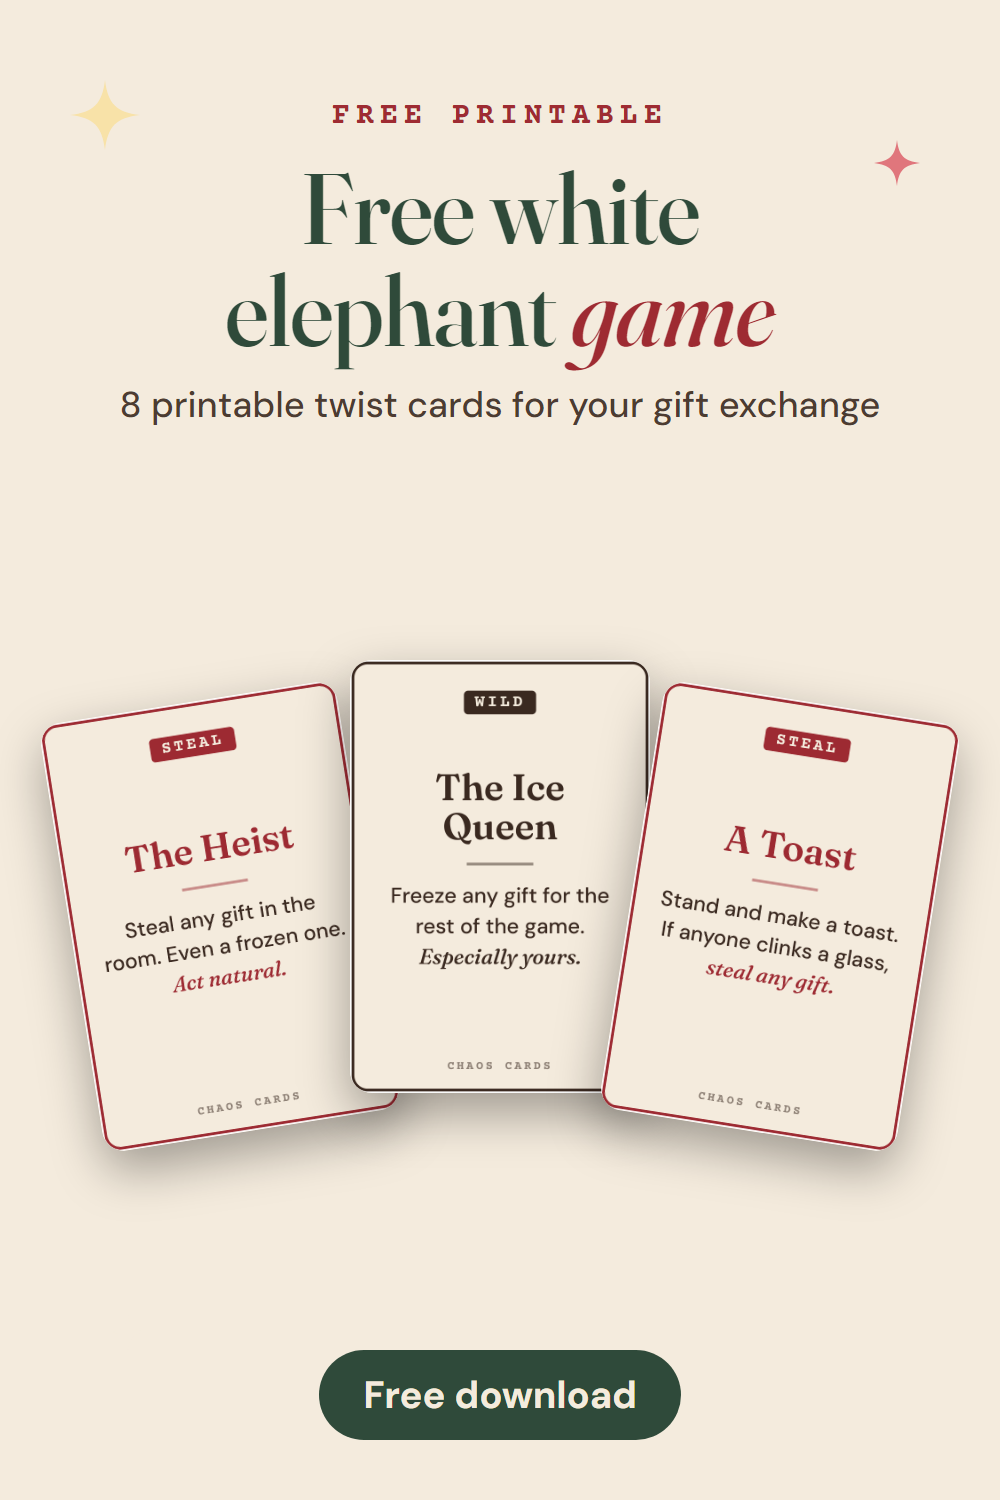 FREE PRINTABLE
Free white
elephant game
8 printable twist cards for your gift exchange
STEAL
The Heist
Steal any gift in the
room. Even a frozen one.
Act natural.
CHAOS CARDS
WILD
The Ice
Queen
Freeze any gift for the
rest of the game.
Especially yours.
CHAOS CARDS
STEAL
A Toast
Stand and make a toast.
If anyone clinks a glass,
steal any gift.
CHAOS CARDS
Free download